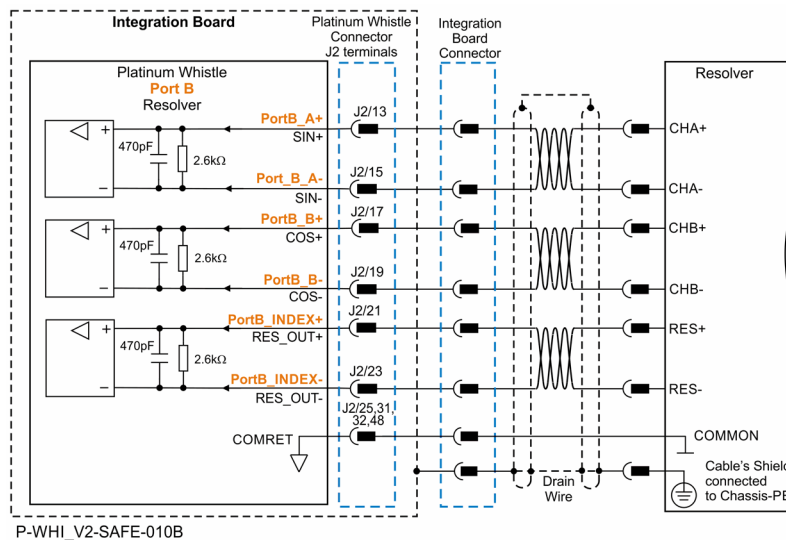 Integration Board
Platinum Whistle
Connector
J2 terminals
Integration
Board
Connector
Platinum Whistle
Port B
Resolver
Resolver
PortB_A+
J2/13
SIN+
CHA+
+
470pF
2.6kΩ
Port_B_A-
J2/15
SIN-
CHA-
−
PortB_B+
J2/17
COS+
CHB+
+
470pF
2.6kΩ
PortB_B-
J2/19
COS-
CHB-
−
PortB_INDEX+
J2/21
RES_OUT+
RES+
+
470pF
2.6kΩ
PortB_INDEX-
J2/23
RES_OUT-
RES-
−
J2/25,31,
32,48
COMRET
COMMON
Drain
Wire
Cable's Shield
connected
to Chassis-PE
P-WHI_V2-SAFE-010B